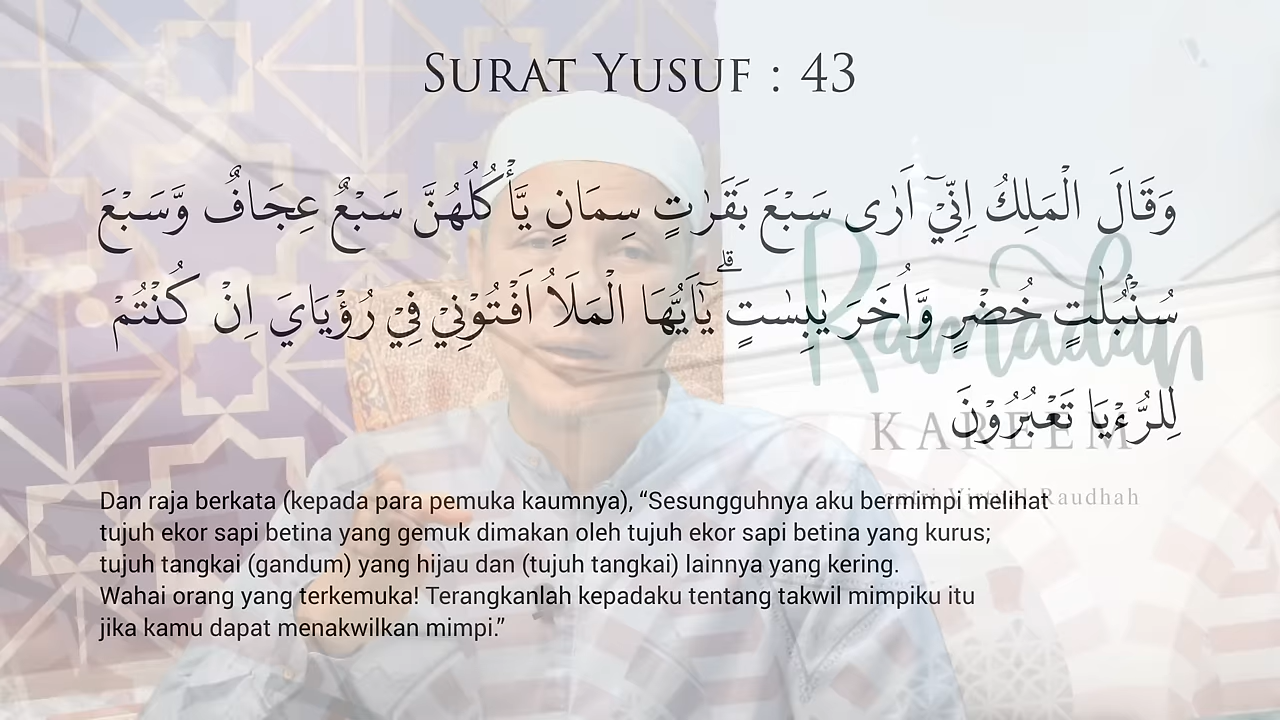 SURAT YUSUF : 43
وَقَالَ الْمَلِكُ اِنِّيْٓ اَرٰى سَبْعَ بَقَرٰتٍ سِمَانٍ يَّأْكُلُهُنَّ سَبْعٌ عِجَافٌ وَّسَبْعَ
سُنْۢبُلٰتٍ خُضْرٍ وَّاُخَرَ يٰبِسٰتٍۗ يٰٓاَيُّهَا الْمَلَاُ اَفْتُوْنِيْ فِيْ رُؤْيَايَ اِنْ كُنْتُمْ
لِلرُّءْيَا تَعْبُرُوْنَ
Ramadan
KAREEM
Virtual Raudhah
Dan raja berkata (kepada para pemuka kaumnya), “Sesungguhnya aku bermimpi melihat
tujuh ekor sapi betina yang gemuk dimakan oleh tujuh ekor sapi betina yang kurus;
tujuh tangkai (gandum) yang hijau dan (tujuh tangkai) lainnya yang kering.
Wahai orang yang terkemuka! Terangkanlah kepadaku tentang takwil mimpiku itu
jika kamu dapat menakwilkan mimpi.”